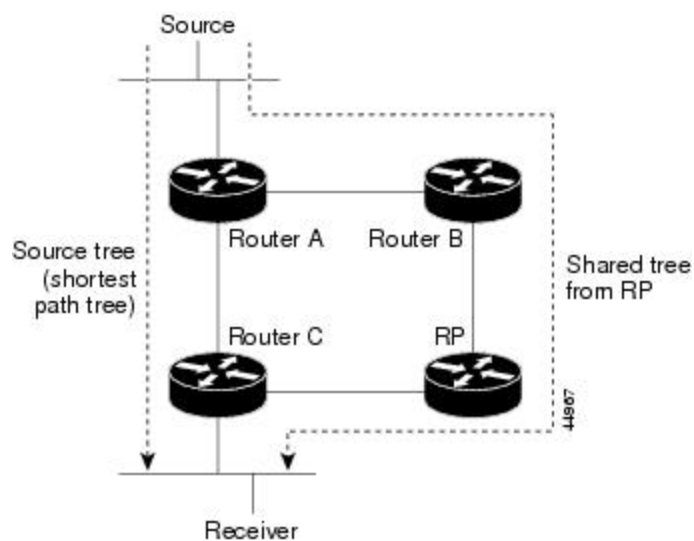 Source
Router A
Router B
Source tree
(shortest
path tree)
Shared tree
from RP
Router C
RP
44967
Receiver